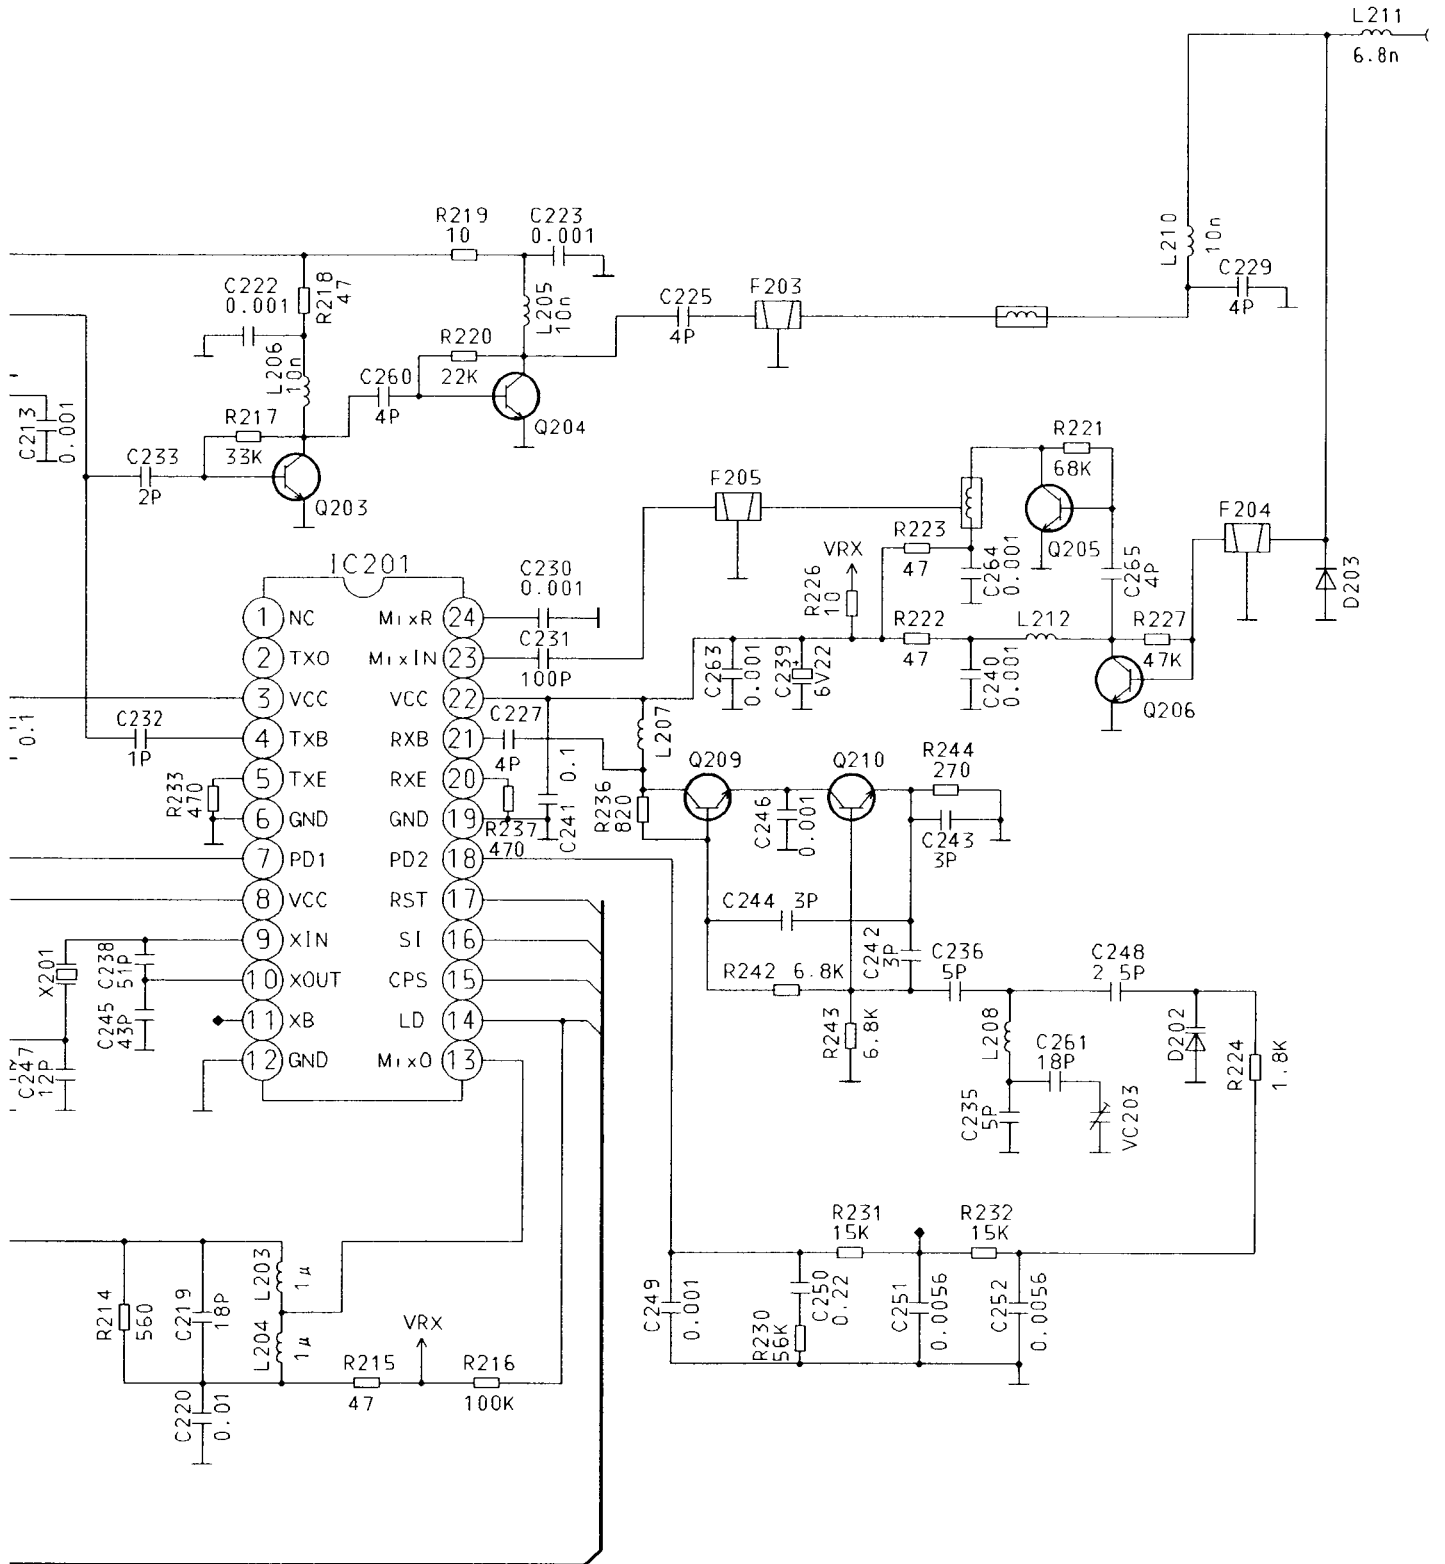 L211
6.8n
L210
10n
C229
4P
R219
10
C223
0.001
C222
0.001
R218
47
L205
10n
C225
4P
F203
R220
22K
L206
10n
C260
4P
Q204
C213
0.001
R217
33K
C233
2P
Q203
R221
68K
F205
Q205
F204
R223
47
C264
0.001
C265
4P
D203
VRX
R226
10
R222
47
L212
R227
47K
C263
0.001
C239
+
6V22
C240
0.001
Q206
IC201
C230
0.001
C231
100P
1 NC MixR 24
2 TXO MixIN 23
3 VCC VCC 22
4 TXB RXB 21
5 TXE RXE 20
6 GND GND 19
7 PD1 PD2 18
8 VCC RST 17
9 XIN SI 16
10 XOUT CPS 15
11 XB LD 14
12 GND MixO 13
0.1
C232
1P
C227
4P
L207
R233
470
R237
470
C241
0.1
R236
820
Q209
Q210
R244
270
C246
0.001
C243
3P
C244 3P
C242
3P
R242 6.8K
C236
5P
C248
2.5P
R243
6.8K
L208
C261
18P
D202
R224
1.8K
C235
5P
VC203
X201
C238
51P
C245
43P
C247
12P
R231
15K
R232
15K
C249
0.001
C250
0.22
R230
56K
C251
0.0056
C252
0.0056
R214
560
C219
18P
L203
1μ
L204
1μ
VRX
R215
47
R216
100K
C220
0.01